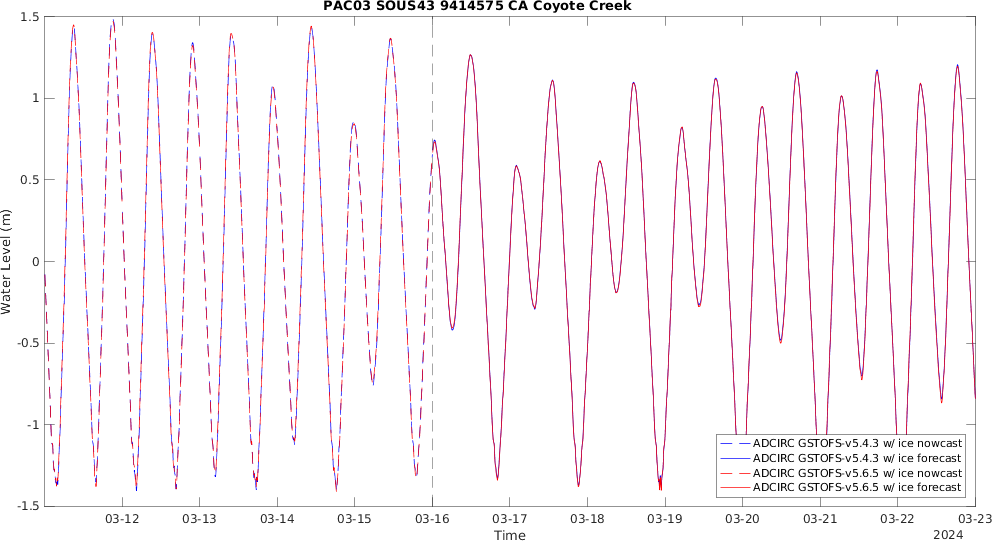 PAC03 SOUS43 9414575 CA Coyote Creek
1.5
1
0.5
0
-0.5
-1
-1.5
Water Level (m)
ADCIRC GSTOFS-v5.4.3 w/ ice nowcast
ADCIRC GSTOFS-v5.4.3 w/ ice forecast
ADCIRC GSTOFS-v5.6.5 w/ ice nowcast
ADCIRC GSTOFS-v5.6.5 w/ ice forecast
03-12 03-13 03-14 03-15 03-16 03-17 03-18 03-19 03-20 03-21 03-22 03-23
Time
2024